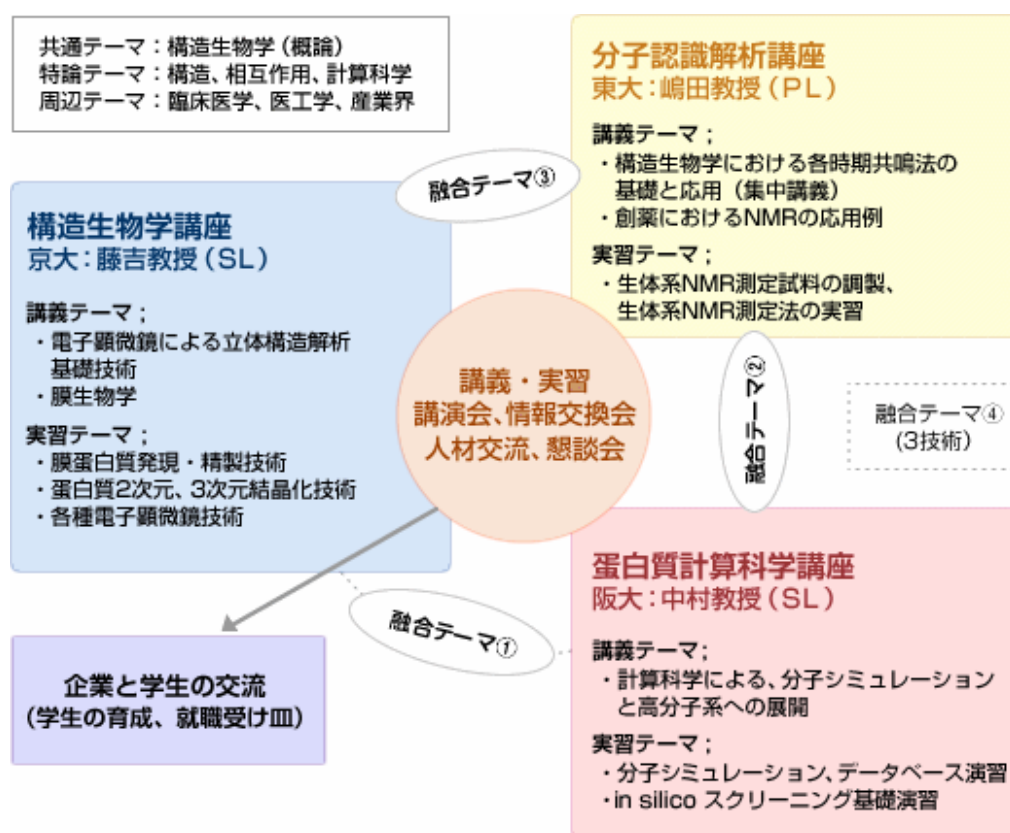 共通テーマ：構造生物学（概論）
特論テーマ：構造、相互作用、計算科学
周辺テーマ：臨床医学、医工学、産業界
分子認識解析講座
東大：嶋田教授（PL）
講義テーマ；
・構造生物学における各時期共鳴法の
基礎と応用（集中講義）
・創薬におけるNMRの応用例
実習テーマ；
・生体系NMR測定試料の調製、
生体系NMR測定法の実習
融合テーマ③
構造生物学講座
京大：藤吉教授（SL）
講義テーマ；
・電子顕微鏡による立体構造解析
基礎技術
・膜生物学
実習テーマ；
・膜蛋白質発現・精製技術
・蛋白質2次元、3次元結晶化技術
・各種電子顕微鏡技術
講義・実習
講演会、情報交換会
人材交流、懇談会
融合テーマ②
融合テーマ④
（3技術）
融合テーマ①
蛋白質計算科学講座
阪大：中村教授（SL）
講義テーマ；
・計算科学による、分子シミュレーション
と高分子系への展開
実習テーマ；
・分子シミュレーション、データベース演習
・in silico スクリーニング基礎演習
企業と学生の交流
（学生の育成、就職受け皿）